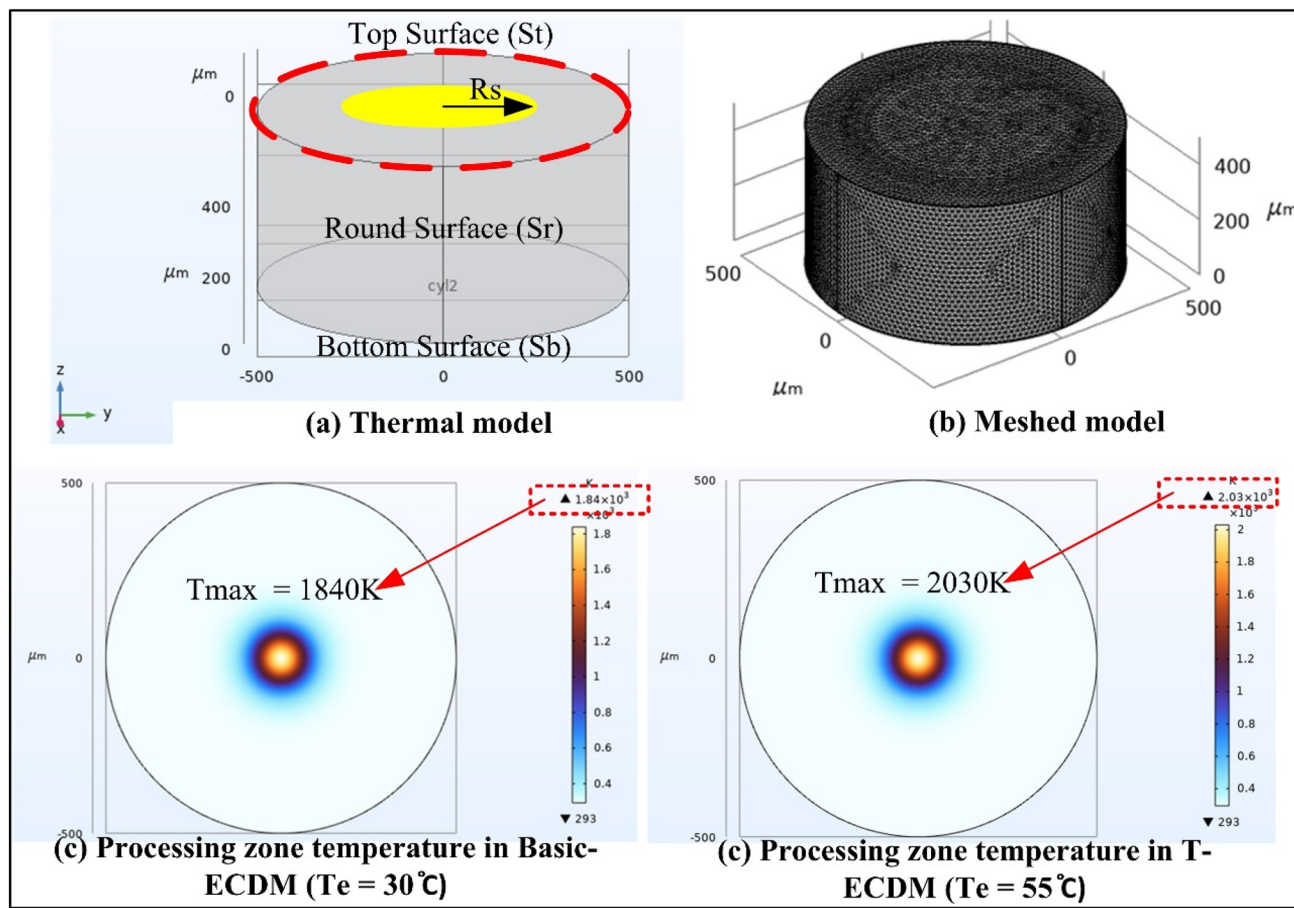 Top Surface (St)
μm
0
Rs
400
Round Surface (Sr)
μm 200
cyl2
0
Bottom Surface (Sb)
-500 0 500
z
y
x
(a) Thermal model
400
200
μm
0
500
500
0
0
μm
(b) Meshed model
500
K
▲ 1.84×10³
×10³
1.8
1.6
1.4
1.2
1
0.8
0.6
0.4
▼ 293
Tmax = 1840K
μm 0
-500
(c) Processing zone temperature in Basic-
ECDM (Te = 30℃)
500
K
▲ 2.03×10³
×10³
2
1.8
1.6
1.4
1.2
1
0.8
0.6
0.4
▼ 293
Tmax = 2030K
μm 0
-500
(c) Processing zone temperature in T-
ECDM (Te = 55℃)